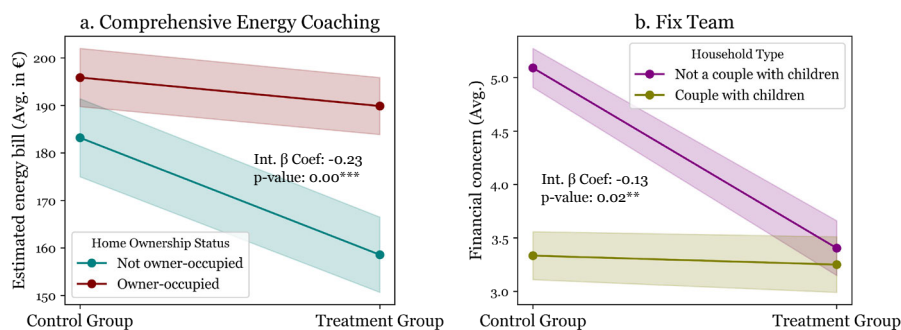 a. Comprehensive Energy Coaching
Estimated energy bill (Avg. in €)
200
190
180
170
160
150
Int. β Coef: -0.23
p-value: 0.00***
Home Ownership Status
Not owner-occupied
Owner-occupied
Control Group
Treatment Group
b. Fix Team
Financial concern (Avg.)
5.0
4.5
4.0
3.5
3.0
Household Type
Not a couple with children
Couple with children
Int. β Coef: -0.13
p-value: 0.02**
Control Group
Treatment Group